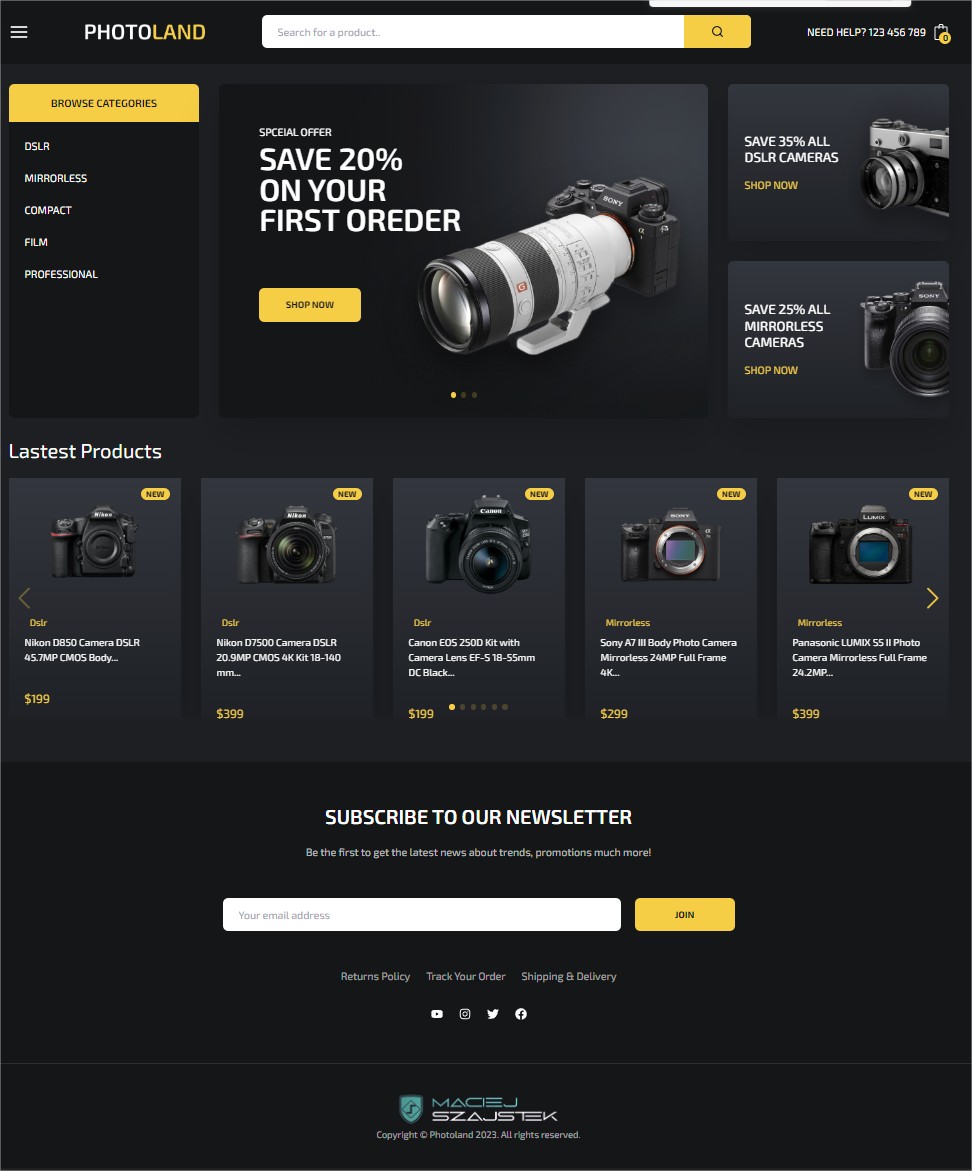 PHOTOLAND
Search for a product..
NEED HELP? 123 456 789
0
BROWSE CATEGORIES
DSLR
MIRRORLESS
COMPACT
FILM
PROFESSIONAL
SPCEIAL OFFER
SAVE 20%
ON YOUR
FIRST OREDER
SHOP NOW
SONY
G
SAVE 35% ALL
DSLR CAMERAS
SHOP NOW
SAVE 25% ALL
MIRRORLESS
CAMERAS
SHOP NOW
SONY
Lastest Products
NEW
Nikon
Dslr
Nikon D850 Camera DSLR
45.7MP CMOS Body...
$199
NEW
Nikon
Dslr
Nikon D7500 Camera DSLR
20.9MP CMOS 4K Kit 18-140
mm...
$399
NEW
Canon
Dslr
Canon EOS 250D Kit with
Camera Lens EF-S 18-55mm
DC Black...
$199
NEW
SONY
Mirrorless
Sony A7 III Body Photo Camera
Mirrorless 24MP Full Frame
4K...
$299
NEW
LUMIX
Mirrorless
Panasonic LUMIX S5 II Photo
Camera Mirrorless Full Frame
24.2MP...
$399
SUBSCRIBE TO OUR NEWSLETTER
Be the first to get the latest news about trends, promotions much more!
Your email address
JOIN
Returns Policy
Track Your Order
Shipping & Delivery
MACIEJ
SZAJSTEK
Copyright © Photoland 2023. All rights reserved.